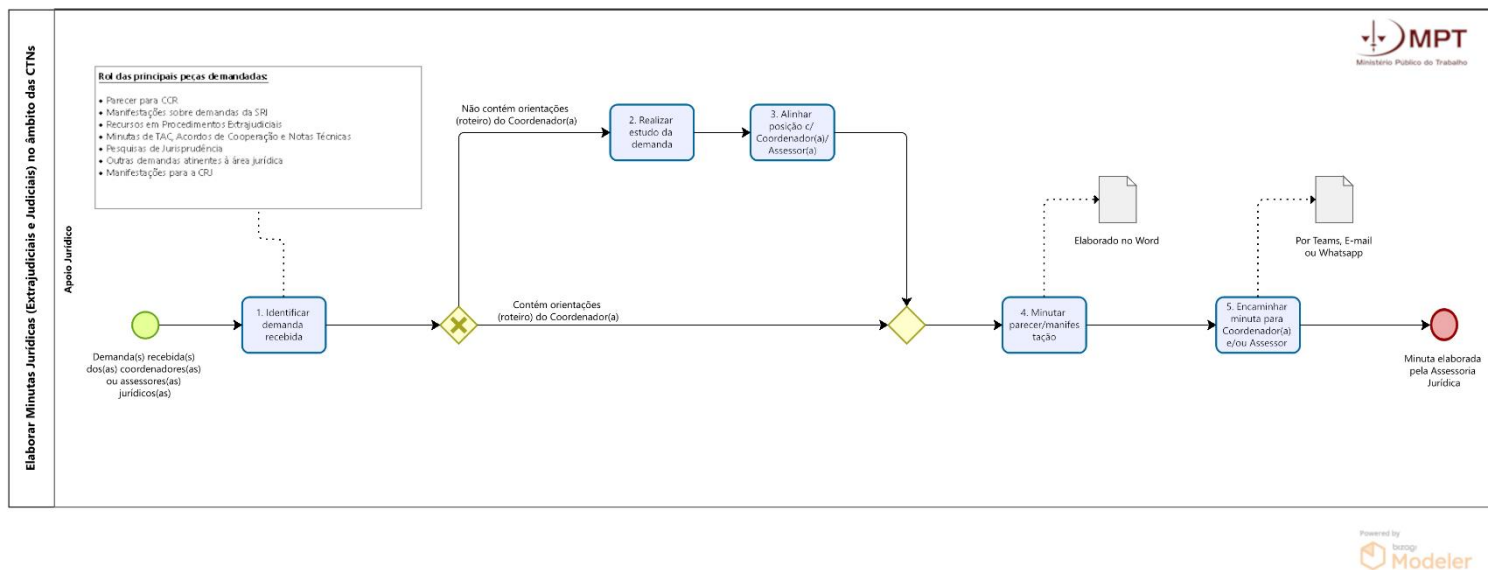 Elaborar Minutas Jurídicas (Extrajudiciais e Judiciais) no âmbito das CTNs
Apoio Jurídico
MPT
Ministério Público do Trabalho
Rol das principais peças demandadas:
• Parecer para CCR
• Manifestações sobre demandas da SRJ
• Recursos em Procedimentos Extrajudiciais
• Minutas de TAC, Acordos de Cooperação e Notas Técnicas
• Pesquisas de Jurisprudência
• Outras demandas atinentes à área jurídica
• Manifestações para a CRJ
Demanda(s) recebida(s)
dos(as) coordenadores(as)
ou assessores(as)
jurídicos(as)
1. Identificar
demanda
recebida
Não contém orientações
(roteiro) do Coordenador(a)
2. Realizar
estudo da
demanda
3. Alinhar
posição c/
Coordenador(a)/
Assessor(a)
Contém orientações
(roteiro) do Coordenador(a)
4. Minutar
parecer/manifes
tação
Elaborado no Word
5. Encaminhar
minuta para
Coordenador(a)
e/ou Assessor
Por Teams, E-mail
ou Whatsapp
Minuta elaborada
pela Assessoria
Jurídica
Powered by
bizagi
Modeler